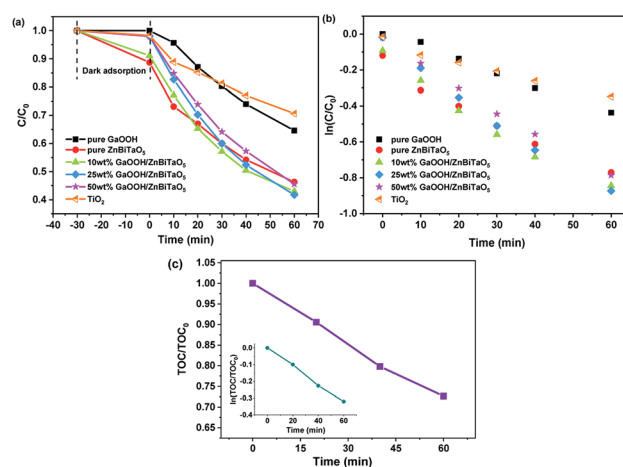 (a)
1.0
0.9
0.8
0.7
0.6
0.5
0.4
C/C₀
Dark adsorption
pure GaOOH
pure ZnBiTaO₅
10wt% GaOOH/ZnBiTaO₅
25wt% GaOOH/ZnBiTaO₅
50wt% GaOOH/ZnBiTaO₅
TiO₂
-40 -30 -20 -10 0 10 20 30 40 50 60 70
Time (min)
(b)
0.0
-0.2
-0.4
-0.6
-0.8
-1.0
ln(C/C₀)
pure GaOOH
pure ZnBiTaO₅
10wt% GaOOH/ZnBiTaO₅
25wt% GaOOH/ZnBiTaO₅
50wt% GaOOH/ZnBiTaO₅
TiO₂
0 10 20 30 40 50 60
Time (min)
(c)
1.05
1.00
0.95
0.90
0.85
0.80
0.75
0.70
0.65
TOC/TOC₀
0.1
0.0
-0.1
-0.2
-0.3
-0.4
ln(TOC/TOC₀)
0 20 40 60
Time (min)
0 20 40 60
Time (min)